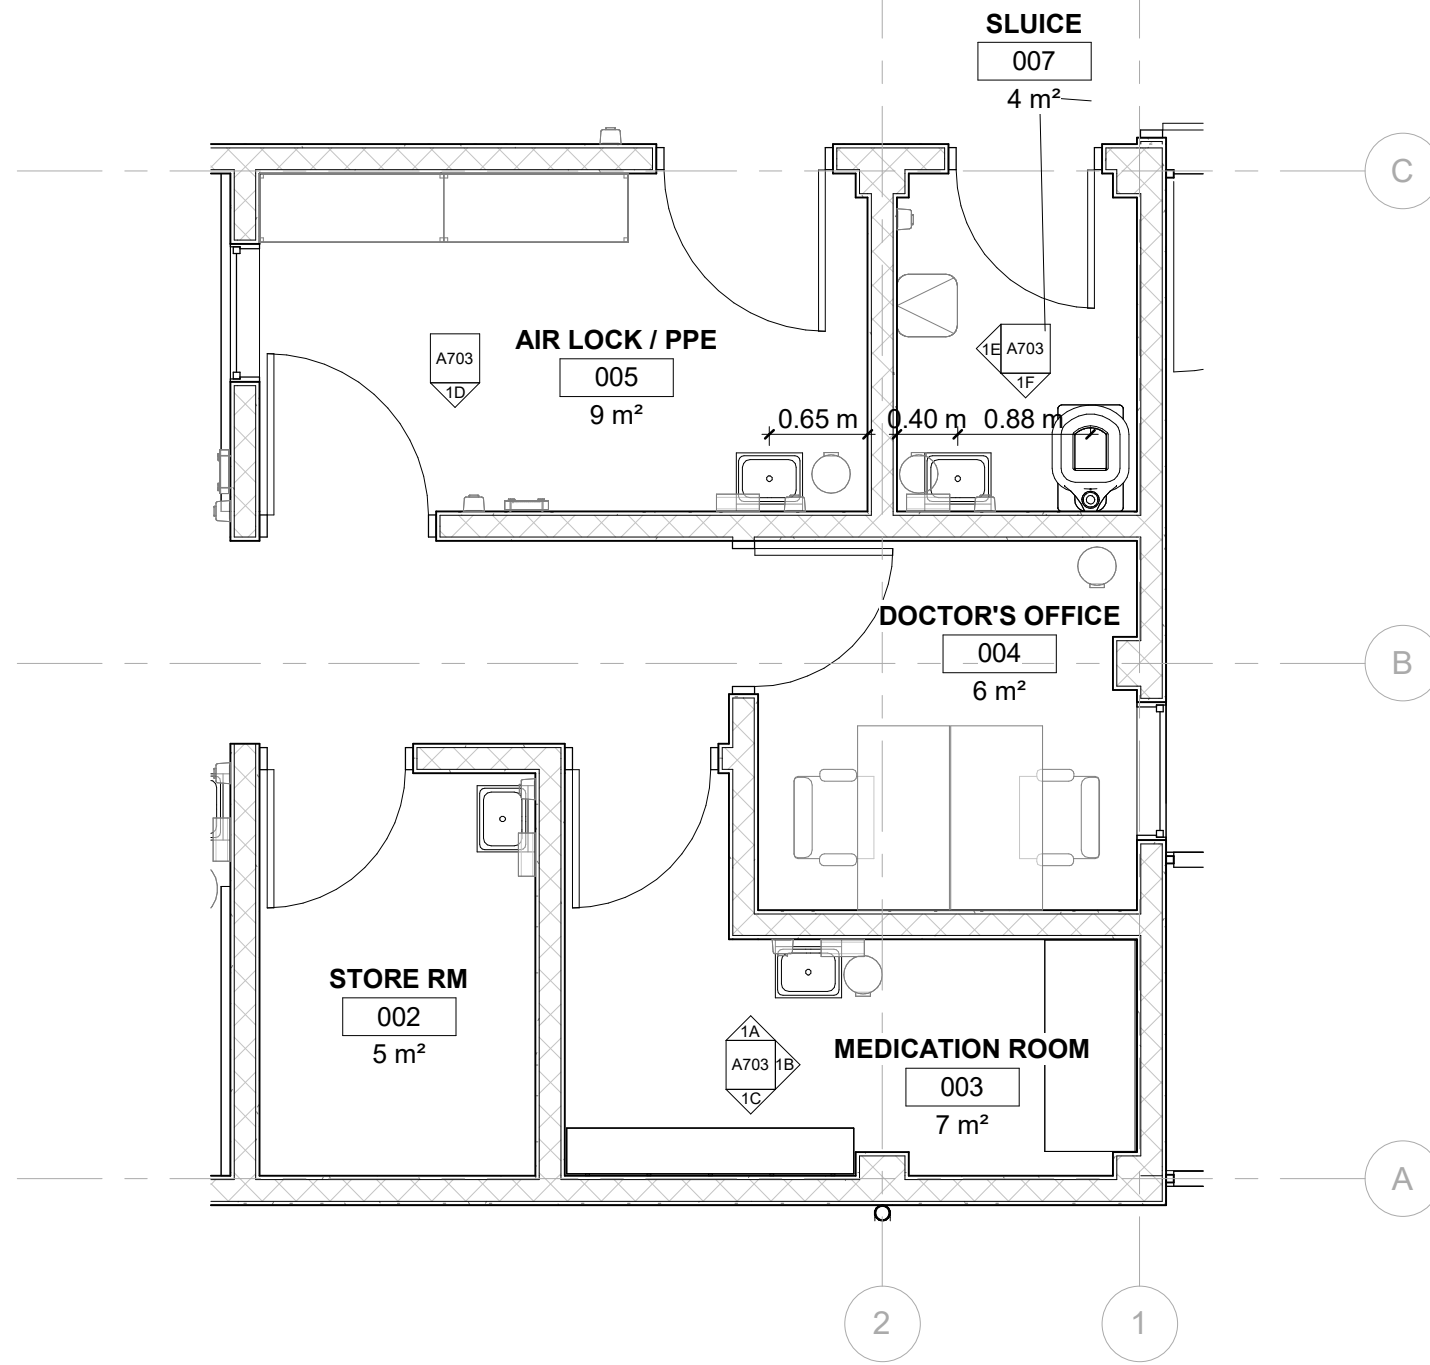 SLUICE
007
4 m²
C
AIR LOCK / PPE
005
9 m²
A703
1D
1E
A703
1F
0.65 m
0.40 m
0.88 m
DOCTOR'S OFFICE
004
6 m²
B
STORE RM
002
5 m²
1A
A703
1B
1C
MEDICATION ROOM
003
7 m²
A
2
1